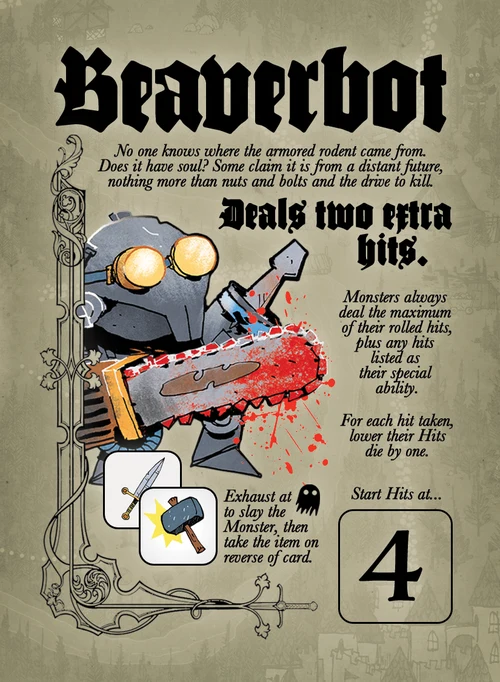 Beaverbot
No one knows where the armored rodent came from.
Does it have soul? Some claim it is from a distant future,
nothing more than nuts and bolts and the drive to kill.
Deals two extra
hits.
Monsters always
deal the maximum
of their rolled hits,
plus any hits
listed as
their special
ability.
For each hit taken,
lower their Hits
die by one.
Exhaust at
to slay the
Monster, then
take the item on
reverse of card.
Start Hits at...
4